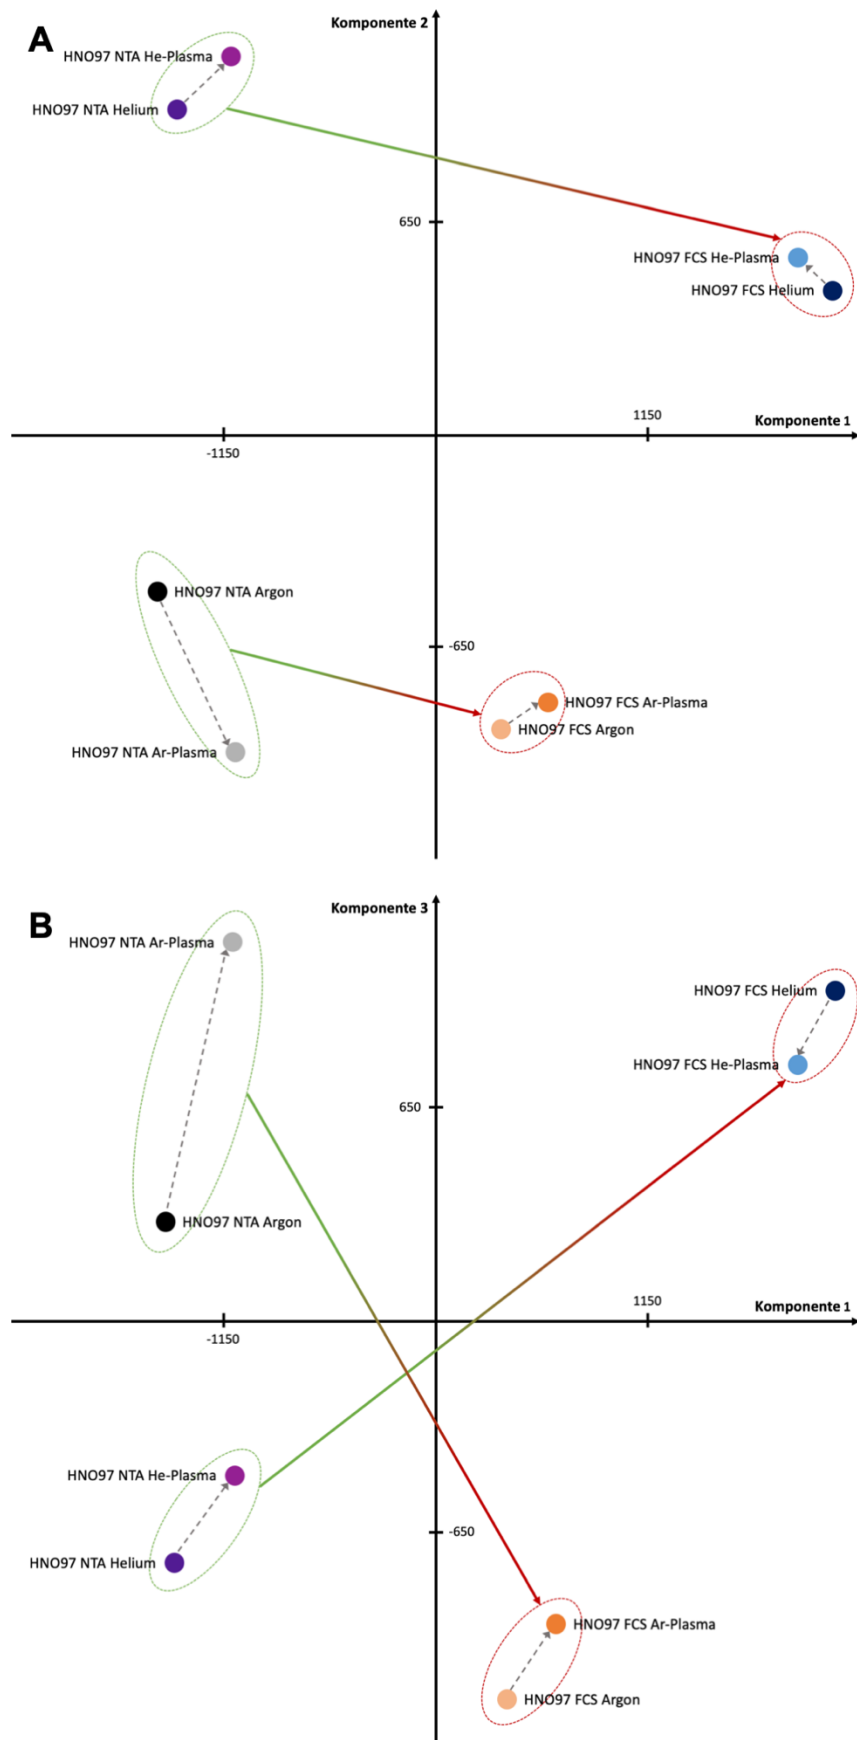 A
Komponente 2
HNO97 NTA He-Plasma
HNO97 NTA Helium
650
HNO97 FCS He-Plasma
HNO97 FCS Helium
1150
Komponente 1
-1150
HNO97 NTA Argon
-650
HNO97 FCS Ar-Plasma
HNO97 FCS Argon
HNO97 NTA Ar-Plasma
B
Komponente 3
HNO97 NTA Ar-Plasma
HNO97 FCS Helium
HNO97 FCS He-Plasma
650
HNO97 NTA Argon
1150
Komponente 1
-1150
HNO97 NTA He-Plasma
-650
HNO97 NTA Helium
HNO97 FCS Ar-Plasma
HNO97 FCS Argon